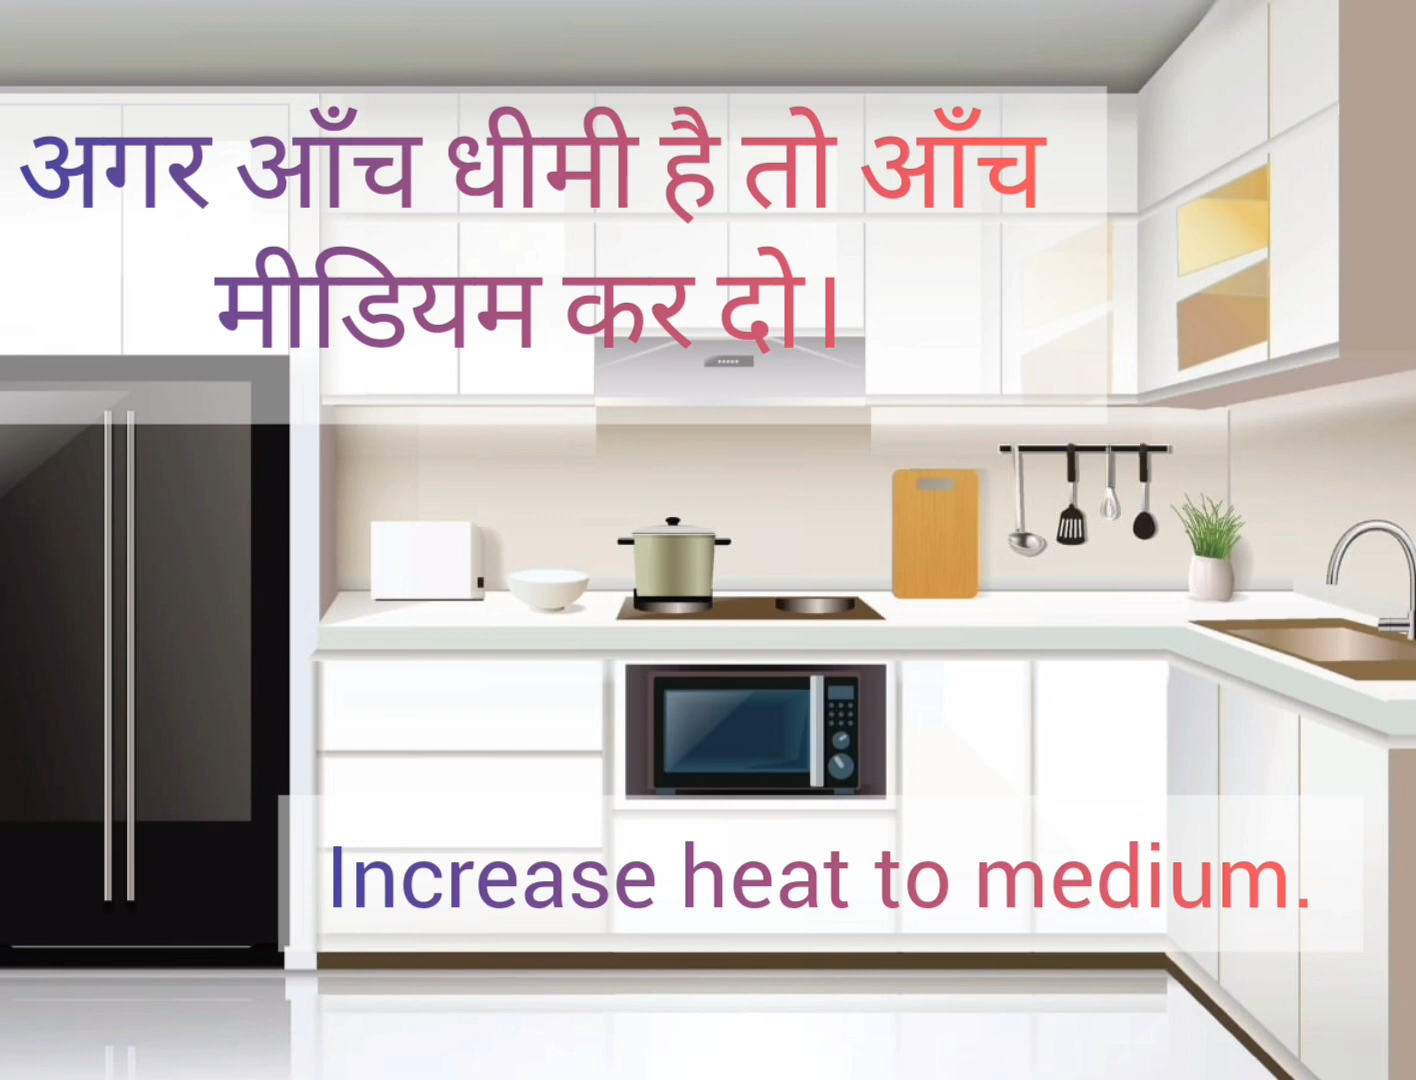 अगर आँच धीमी है तो आँच
मीडियम कर दो।
Increase heat to medium.